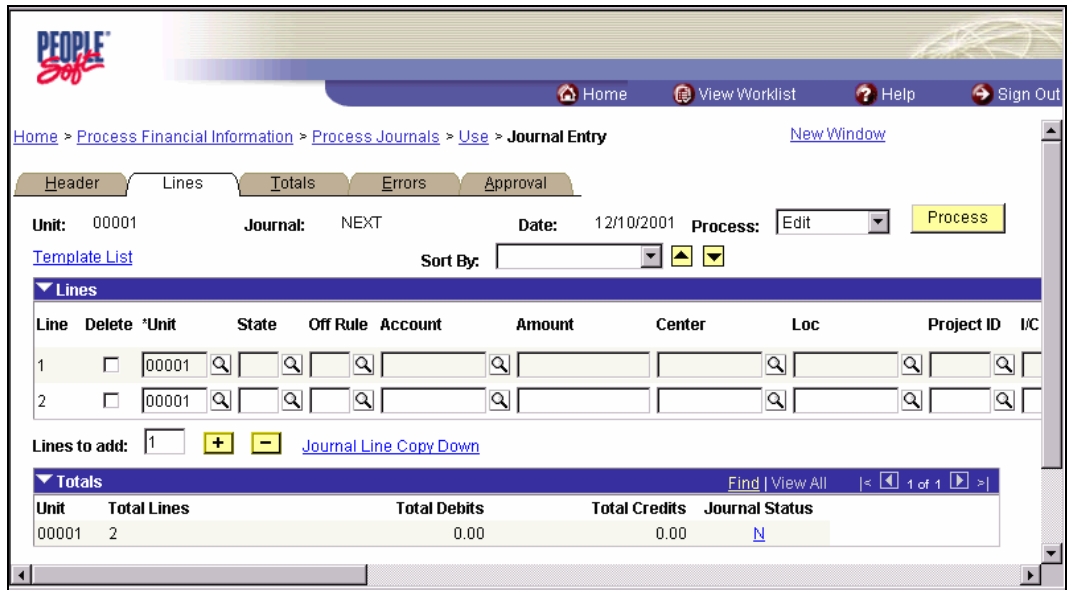 PEOPLE
Soft
Home View Worklist Help Sign Out
Home > Process Financial Information > Process Journals > Use > Journal Entry New Window
Header Lines Totals Errors Approval
Unit: 00001 Journal: NEXT Date: 12/10/2001 Process: Edit Process
Template List Sort By:
Lines
Line Delete *Unit State Off Rule Account Amount Center Loc Project ID I/C
1 00001
2 00001
Lines to add: 1 + - Journal Line Copy Down
Totals Find | View All |< 1 of 1 >|
Unit Total Lines Total Debits Total Credits Journal Status
00001 2 0.00 0.00 N